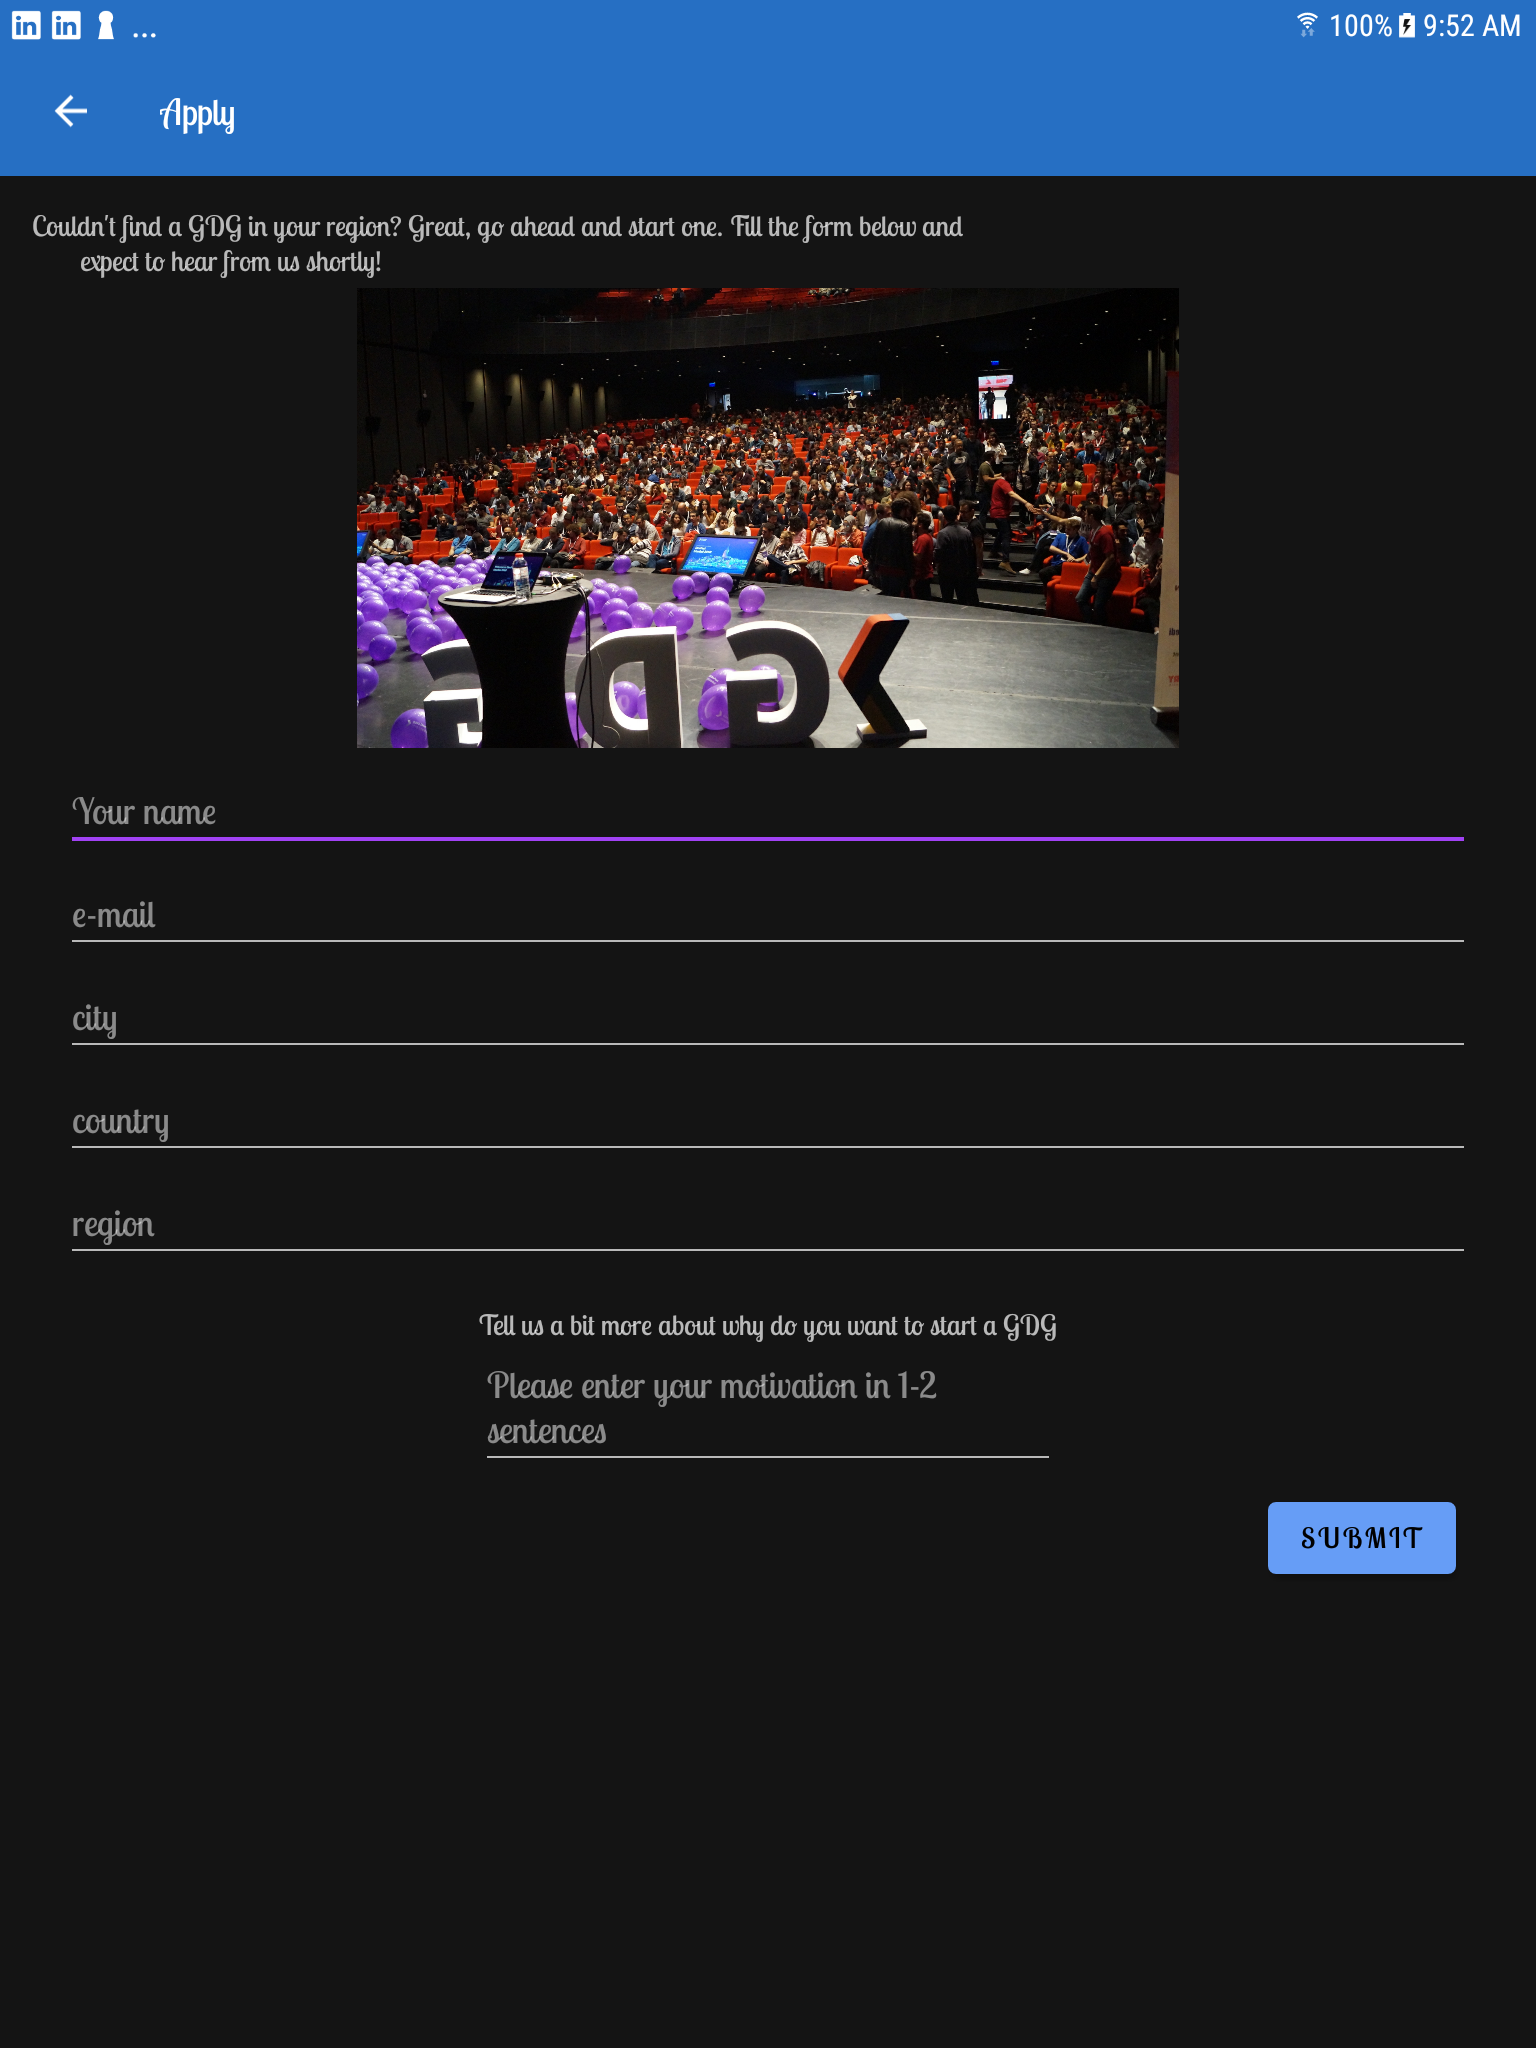 in in ... 100% 9:52 AM
Apply
Couldn't find a GDG in your region? Great, go ahead and start one. Fill the form below and
expect to hear from us shortly!
GDG
Your name
e-mail
city
country
region
Tell us a bit more about why do you want to start a GDG
Please enter your motivation in 1-2
sentences
SUBMIT